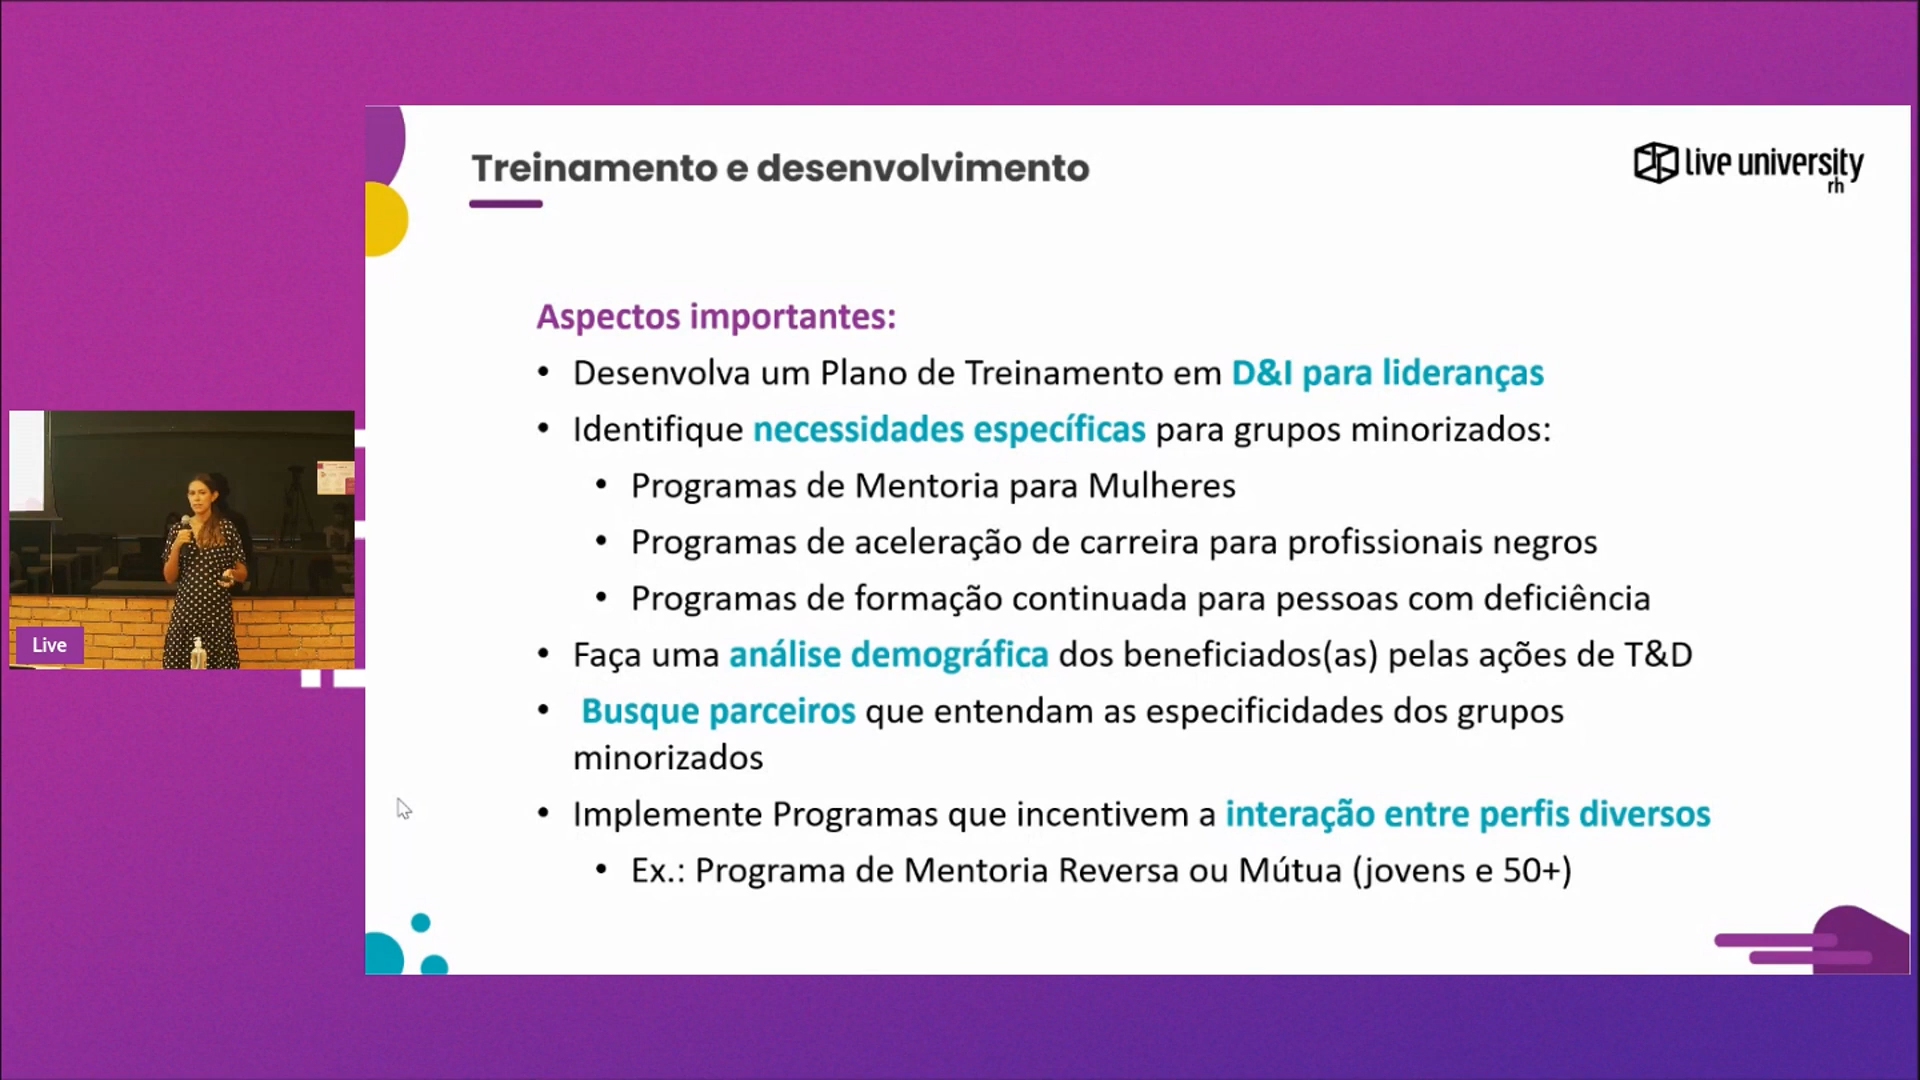 Treinamento e desenvolvimento
live university
rh
Aspectos importantes:
• Desenvolva um Plano de Treinamento em D&I para lideranças
• Identifique necessidades específicas para grupos minorizados:
• Programas de Mentoria para Mulheres
• Programas de aceleração de carreira para profissionais negros
• Programas de formação continuada para pessoas com deficiência
• Faça uma análise demográfica dos beneficiados(as) pelas ações de T&D
• Busque parceiros que entendam as especificidades dos grupos
minorizados
• Implemente Programas que incentivem a interação entre perfis diversos
• Ex.: Programa de Mentoria Reversa ou Mútua (jovens e 50+)
Live